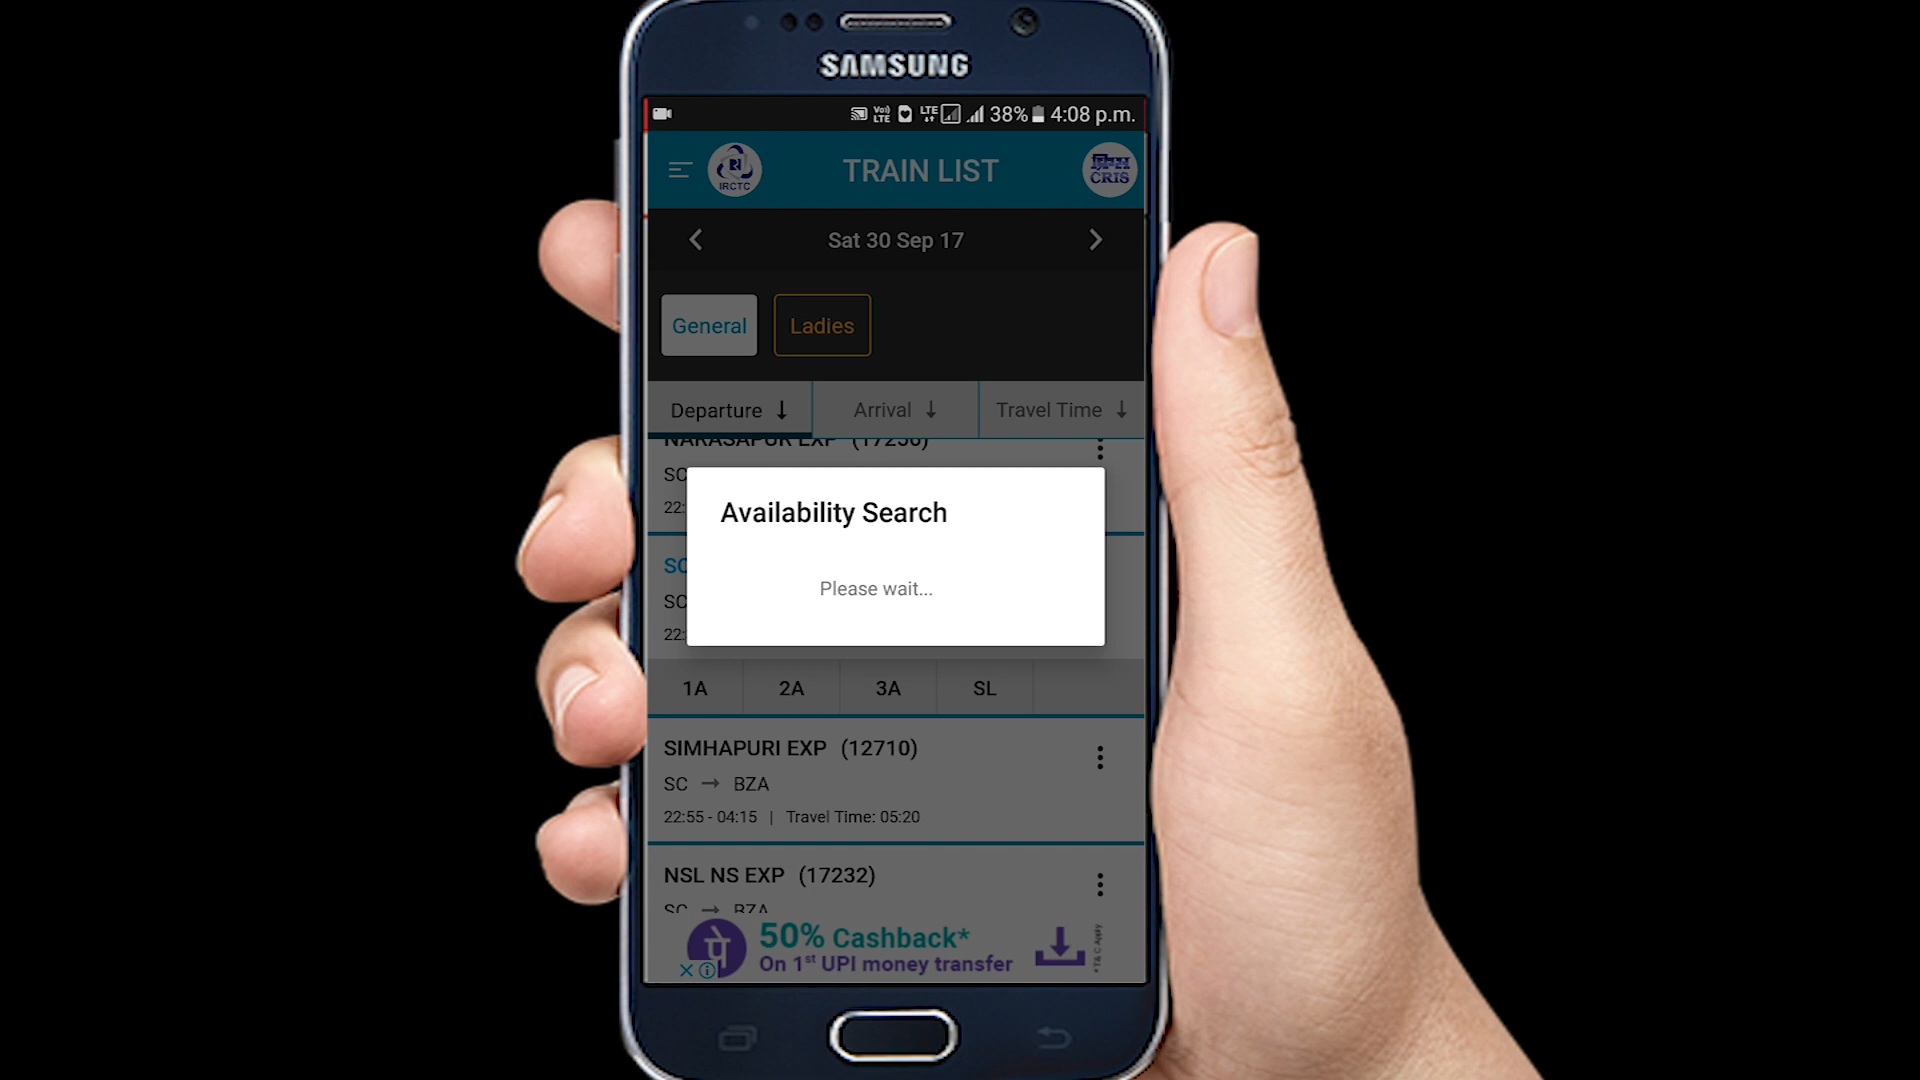 SAMSUNG
VoLTE LTE 38% 4:08 p.m.
IRCTC
TRAIN LIST
CRIS
Sat 30 Sep 17
General Ladies
Departure ↓ Arrival ↓ Travel Time ↓
NARASAPUR EXP (17256)
SC
22:
SC
SC
22:
Availability Search
Please wait...
1A 2A 3A SL
SIMHAPURI EXP (12710)
SC → BZA
22:55 - 04:15 | Travel Time: 05:20
NSL NS EXP (17232)
SC → BZA
पे
50% Cashback*
On 1st UPI money transfer
*T& C Apply